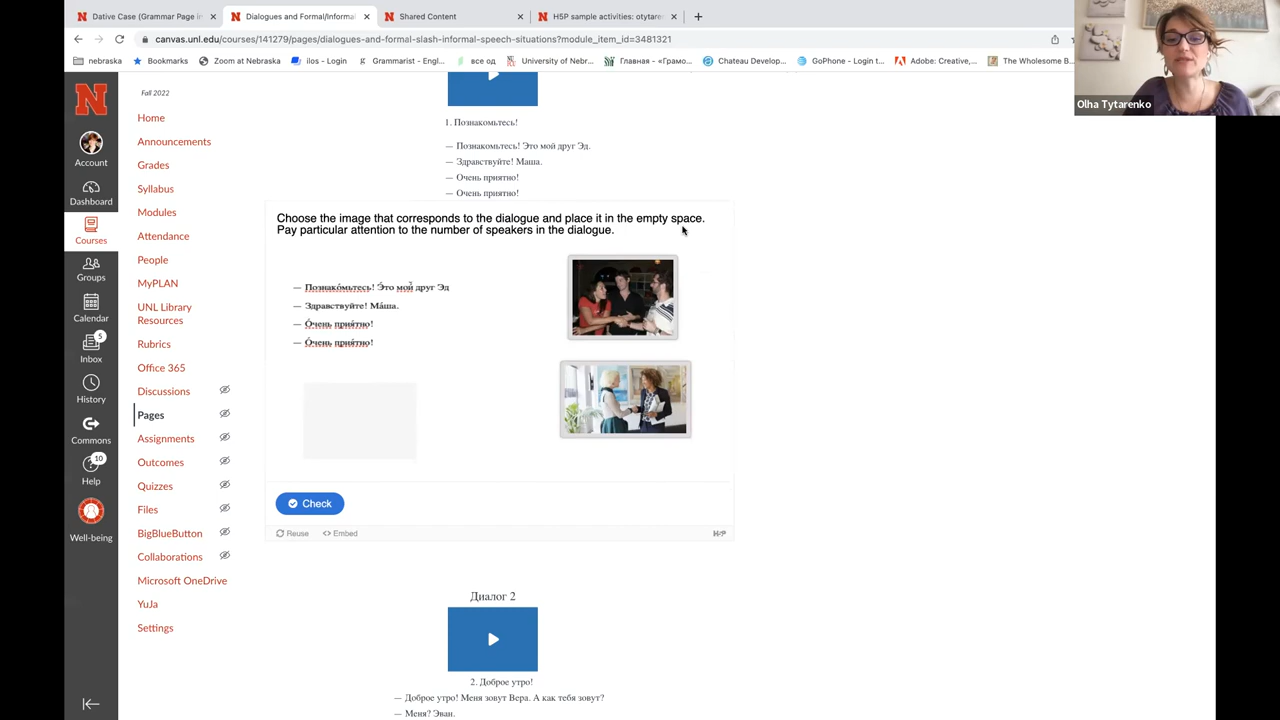 Dative Case (Grammar Page in
Dialogues and Formal/Informal
Shared Content
H5P sample activities: otytaren
canvas.unl.edu/courses/141279/pages/dialogues-and-formal-slash-informal-speech-situations?module_item_id=3481321
nebraska
Bookmarks
Zoom at Nebraska
ilos - Login
Grammarist - Engl...
все од
University of Nebr...
Главная - «Грамо...
Chateau Develop...
GoPhone - Login t...
Adobe: Creative,...
The Wholesome B...
Olha Tytarenko
N
Account
Dashboard
Courses
Groups
Calendar
5
Inbox
History
Commons
10
Help
Well-being
Fall 2022
Home
Announcements
Grades
Syllabus
Modules
Attendance
People
MyPLAN
UNL Library
Resources
Rubrics
Office 365
Discussions
Pages
Assignments
Outcomes
Quizzes
Files
BigBlueButton
Collaborations
Microsoft OneDrive
YuJa
Settings
1. Познакомьтесь!
— Познакомьтесь! Это мой друг Эд.
— Здравствуйте! Маша.
— Очень приятно!
— Очень приятно!
Choose the image that corresponds to the dialogue and place it in the empty space.
Pay particular attention to the number of speakers in the dialogue.
— Познако́мьтесь! Э́то мой друг Эд
— Здравствуйте! Ма́ша.
— О́чень прия́тно!
— О́чень прия́тно!
Check
Reuse
<> Embed
H5P
Диалог 2
2. Доброе утро!
— Доброе утро! Меня зовут Вера. А как тебя зовут?
— Меня? Эван.